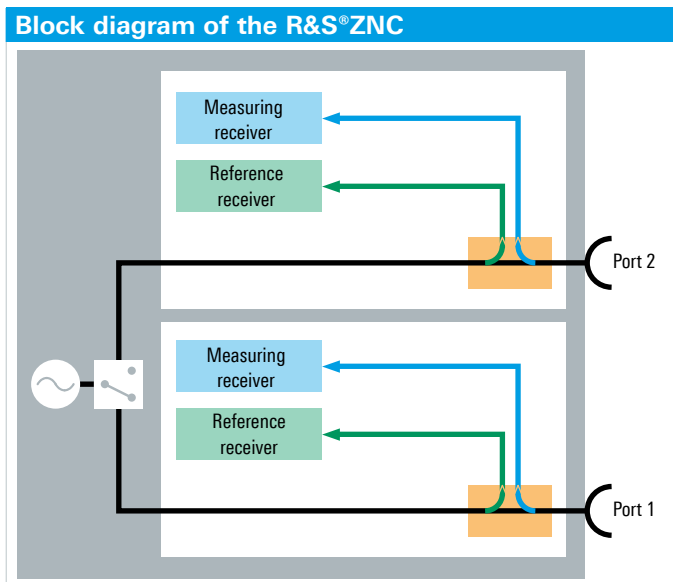 Block diagram of the R&S®ZNC
Measuring
receiver
Reference
receiver
Port 2
Measuring
receiver
Reference
receiver
Port 1